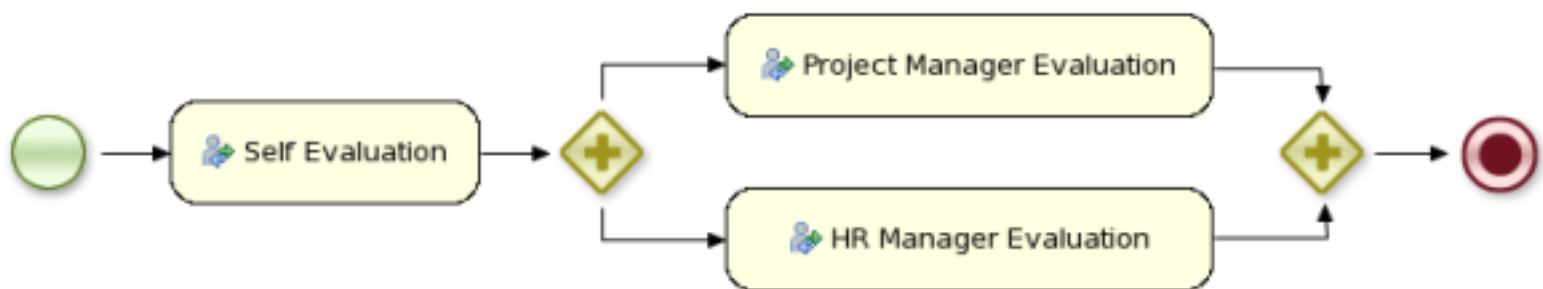 Project Manager Evaluation
Self Evaluation
HR Manager Evaluation